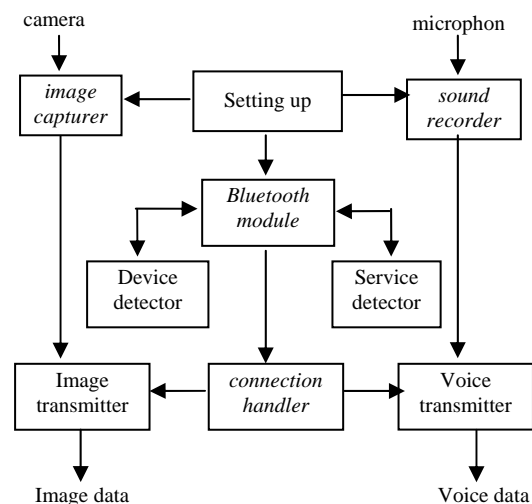 camera
microphon
image
capturer
Setting up
sound
recorder
Bluetooth
module
Device
detector
Service
detector
Image
transmitter
connection
handler
Voice
transmitter
Image data
Voice data